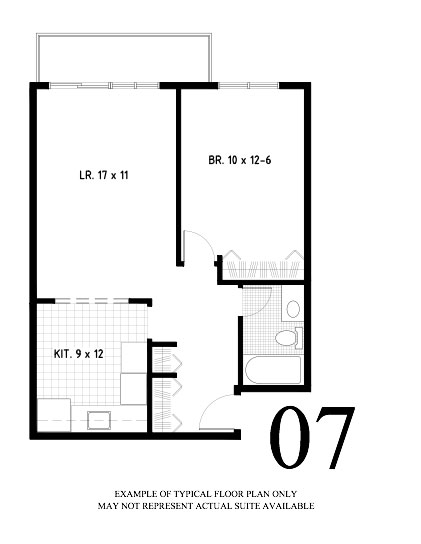 BR. 10 x 12-6
LR. 17 x 11
KIT. 9 x 12
07
EXAMPLE OF TYPICAL FLOOR PLAN ONLY
MAY NOT REPRESENT ACTUAL SUITE AVAILABLE